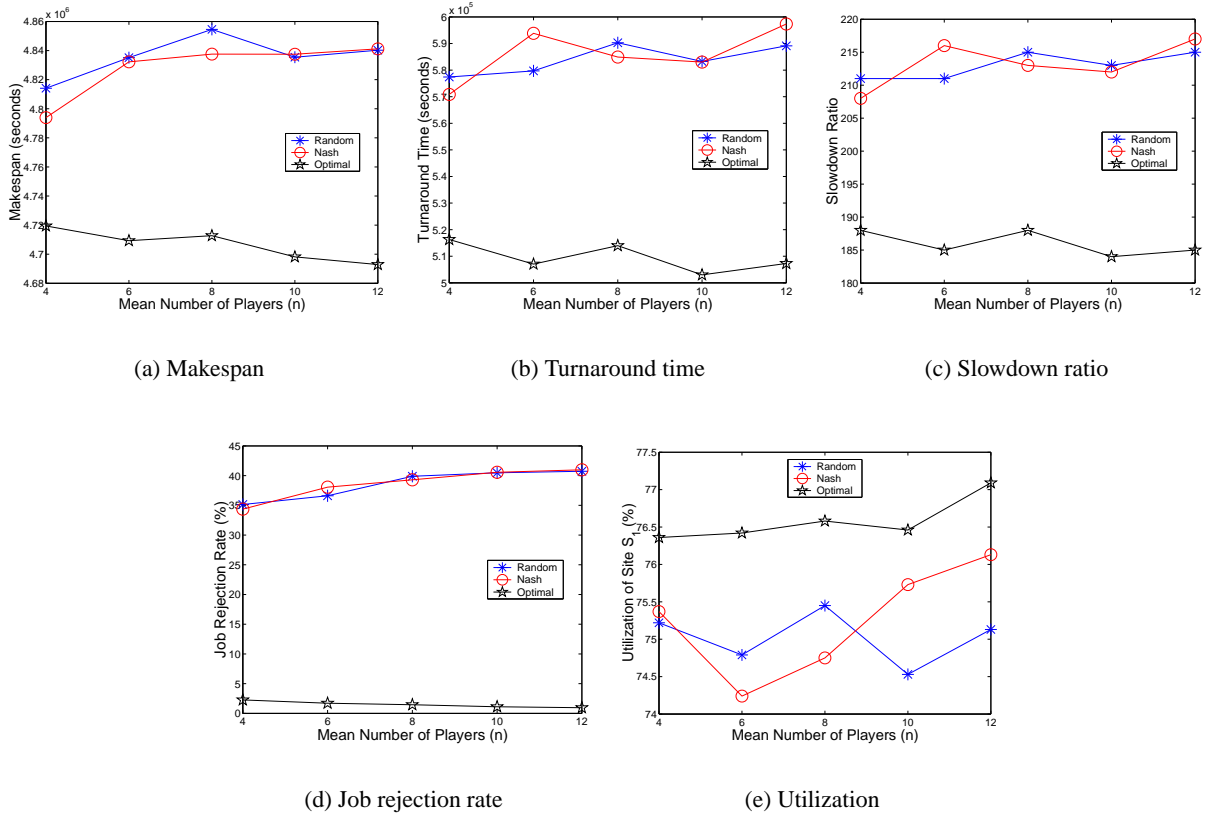 x 10^6
4.86
4.84
4.82
4.8
4.78
4.76
4.74
4.72
4.7
4.68
4 6 8 10 12
Makespan (seconds)
Mean Number of Players (n)
Random
Nash
Optimal
(a) Makespan
x 10^5
6
5.9
5.8
5.7
5.6
5.5
5.4
5.3
5.2
5.1
5
4 6 8 10 12
Turnaround Time (seconds)
Mean Number of Players (n)
Random
Nash
Optimal
(b) Turnaround time
220
215
210
205
200
195
190
185
180
4 6 8 10 12
Slowdown Ratio
Mean Number of Players (n)
Random
Nash
Optimal
(c) Slowdown ratio
45
40
35
30
25
20
15
10
5
0
4 6 8 10 12
Job Rejection Rate (%)
Mean Number of Players (n)
Random
Nash
Optimal
(d) Job rejection rate
77.5
77
76.5
76
75.5
75
74.5
74
4 6 8 10 12
Utilization of Site S_1 (%)
Mean Number of Players (n)
Random
Nash
Optimal
(e) Utilization